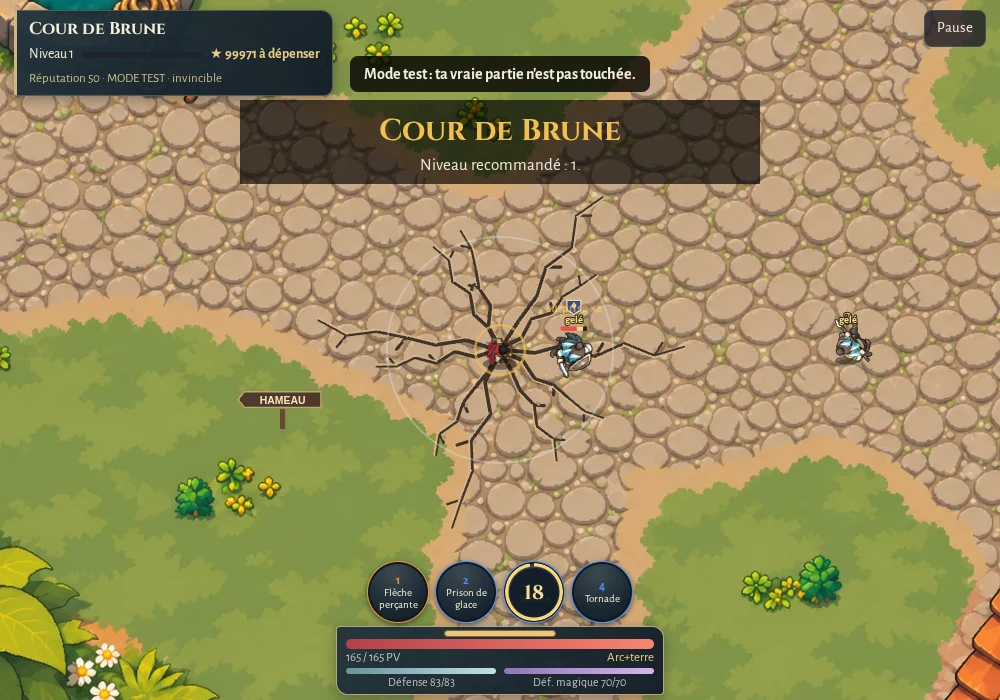 Cour de Brune
Niveau 1 ★ 99971 à dépenser
Réputation 50 · MODE TEST · invincible
Pause
Mode test : ta vraie partie n'est pas touchée.
Cour de Brune
Niveau recommandé : 1.
gelé
gelé
HAMEAU
1
Flèche
perçante
2
Prison de
glace
18
4
Tornade
165 / 165 PV Arc+terre
Défense 83/83 Déf. magique 70/70